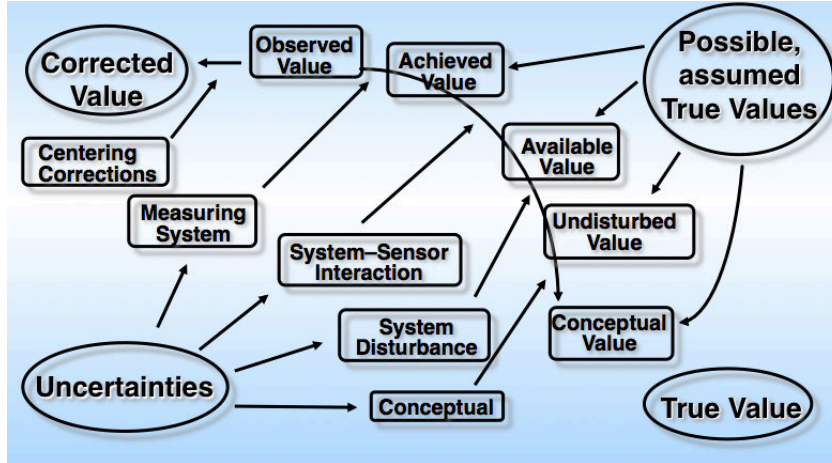 Corrected
Value
Observed
Value
Achieved
Value
Possible,
assumed
True Values
Centering
Corrections
Available
Value
Measuring
System
Undisturbed
Value
System–Sensor
Interaction
System
Disturbance
Conceptual
Value
Uncertainties
Conceptual
True Value